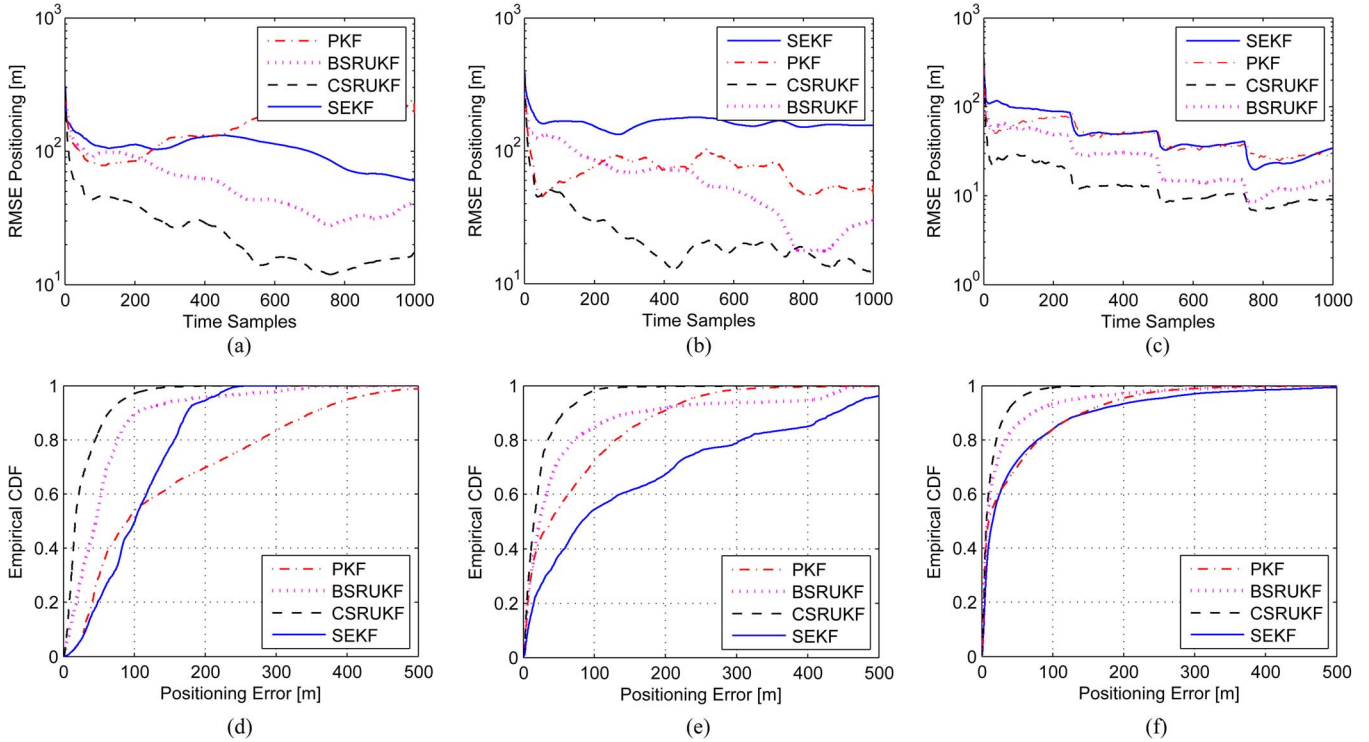 10^3
10^2
10^1
RMSE Positioning [m]
PKF
BSRUKF
CSRUKF
SEKF
0 200 400 600 800 1000
Time Samples
(a)
10^3
10^2
10^1
RMSE Positioning [m]
SEKF
PKF
CSRUKF
BSRUKF
0 200 400 600 800 1000
Time Samples
(b)
10^3
10^2
10^1
10^0
RMSE Positioning [m]
SEKF
PKF
CSRUKF
BSRUKF
0 200 400 600 800 1000
Time Samples
(c)
1
0.8
0.6
0.4
0.2
0
Empirical CDF
PKF
BSRUKF
CSRUKF
SEKF
0 100 200 300 400 500
Positioning Error [m]
(d)
1
0.8
0.6
0.4
0.2
0
Empirical CDF
PKF
BSRUKF
CSRUKF
SEKF
0 100 200 300 400 500
Positioning Error [m]
(e)
1
0.8
0.6
0.4
0.2
0
Empirical CDF
PKF
BSRUKF
CSRUKF
SEKF
0 100 200 300 400 500
Positioning Error [m]
(f)